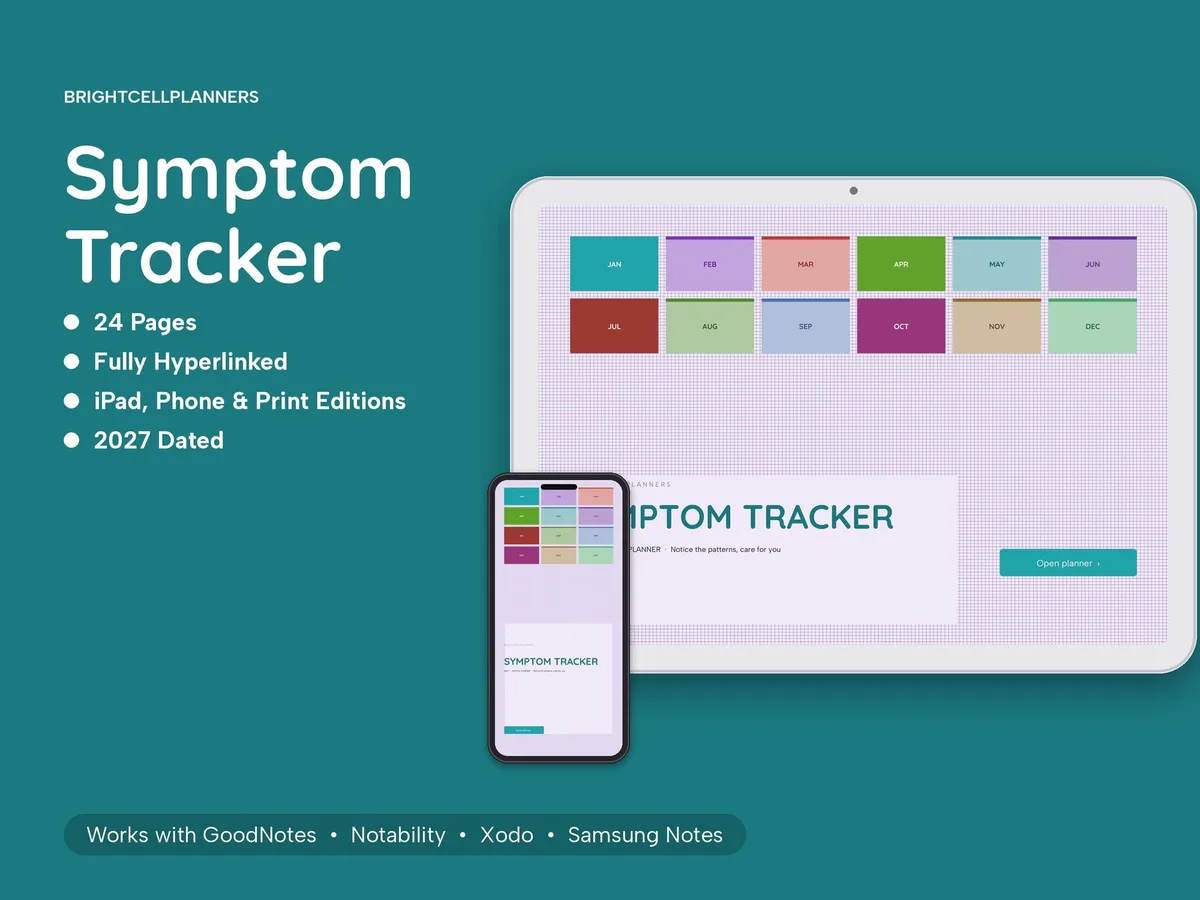 BRIGHTCELLPLANNERS
Symptom
Tracker
24 Pages
Fully Hyperlinked
iPad, Phone & Print Editions
2027 Dated
JAN FEB MAR APR MAY JUN
JUL AUG SEP OCT NOV DEC
LANNERS
MPTOM TRACKER
PLANNER · Notice the patterns, care for you
Open planner ›
SYMPTOM TRACKER
Works with GoodNotes • Notability • Xodo • Samsung Notes